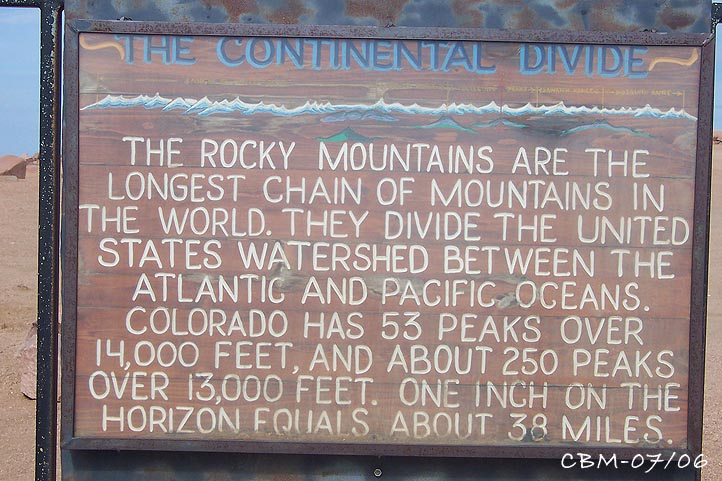 THE CONTINENTAL DIVIDE
THE ROCKY MOUNTAINS ARE THE
LONGEST CHAIN OF MOUNTAINS IN
THE WORLD. THEY DIVIDE THE UNITED
STATES WATERSHED BETWEEN THE
ATLANTIC AND PACIFIC OCEANS.
COLORADO HAS 53 PEAKS OVER
14,000 FEET, AND ABOUT 250 PEAKS
OVER 13,000 FEET. ONE INCH ON THE
HORIZON EQUALS ABOUT 38 MILES.
CBM-07/06